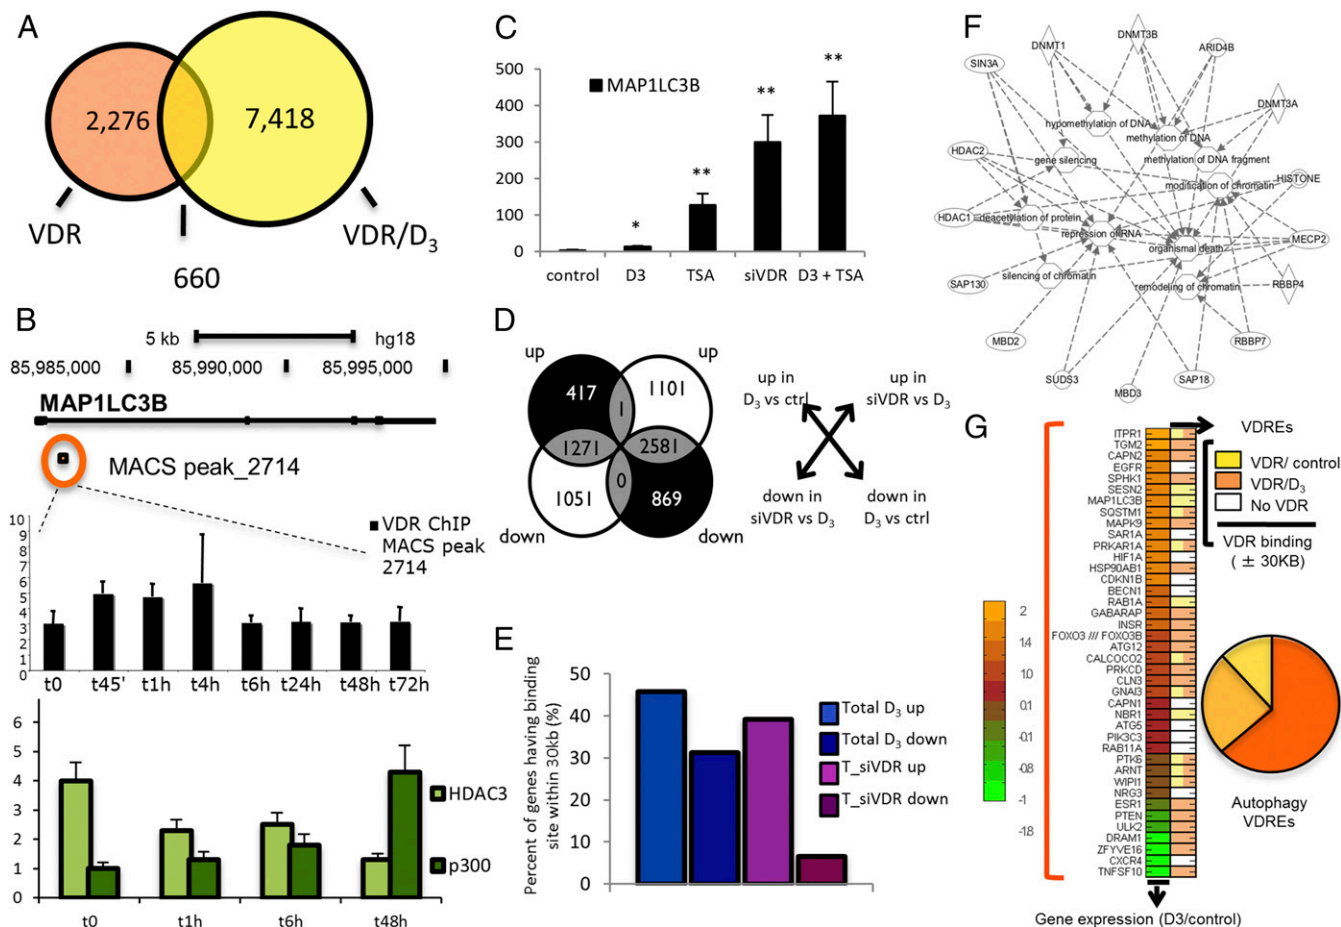 A
2,276
7,418
VDR
VDR/D3
660
B
5 kb
hg18
85,985,000
85,990,000
85,995,000
MAP1LC3B
MACS peak_2714
10
9
8
7
6
5
4
3
2
1
0
VDR ChIP
MACS peak
2714
t0
t45'
t1h
t4h
t6h
t24h
t48h
t72h
6
5
4
3
2
1
0
HDAC3
p300
t0
t1h
t6h
t48h
C
500
400
300
200
100
0
MAP1LC3B
*
**
**
**
control
D3
TSA
siVDR
D3 + TSA
D
up
up
417
1
1101
1271
2581
0
1051
869
down
down
up in
D3 vs ctrl
up in
siVDR vs D3
down in
siVDR vs D3
down in
D3 vs ctrl
E
Percent of genes having binding
site within 30kb (%)
50
40
30
20
10
0
Total D3 up
Total D3 down
T_siVDR up
T_siVDR down
F
DNMT1
DNMT3B
ARID4B
SIN3A
DNMT3A
hypomethylation of DNA
methylation of DNA
HDAC2
gene silencing
methylation of DNA fragment
modification of chromatin
HISTONE
HDAC1
deacetylation of protein
repression of RNA
organismal death
MECP2
silencing of chromatin
remodeling of chromatin
SAP130
RBBP4
MBD2
RBBP7
SUDS3
MBD3
SAP18
G
VDREs
ITPR1
TGM2
CAPN2
EGFR
SPHK1
SESN2
MAP1LC3B
SQSTM1
MAPK9
SAR1A
PRKAR1A
HIF1A
HSP90AB1
CDKN1B
BECN1
RAB1A
GABARAP
INSR
FOXO3 /// FOXO3B
ATG12
CALCOCO2
PRKCD
CLN3
GNAI3
CAPN1
NBR1
ATG5
PIK3C3
RAB11A
PTK6
ARNT
WIPI1
NRG3
ESR1
PTEN
ULK2
DRAM1
ZFYVE16
CXCR4
TNFSF10
VDR/ control
VDR/D3
No VDR
VDR binding
( ± 30KB)
2
1.4
1.0
0.1
-0.1
-0.8
-1
-1.8
Autophagy
VDREs
Gene expression (D3/control)